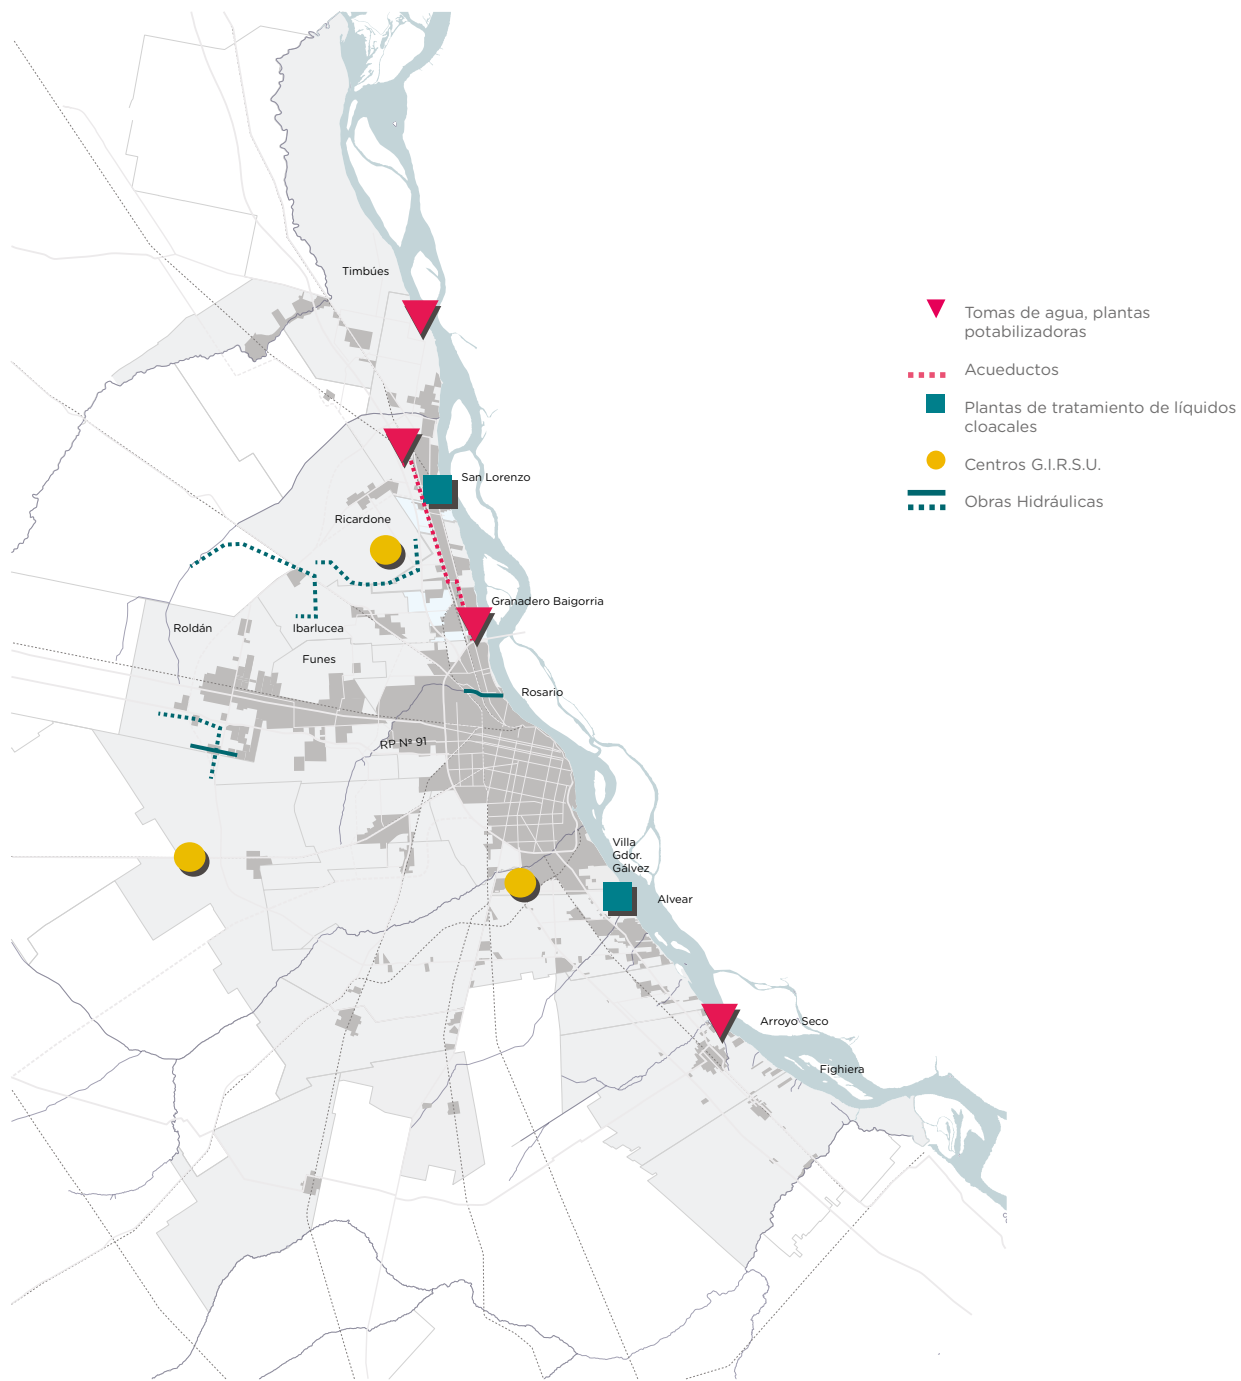 Timbúes
Tomas de agua, plantas
potabilizadoras
Acueductos
Plantas de tratamiento de líquidos
cloacales
Centros G.I.R.S.U.
Obras Hidráulicas
San Lorenzo
Ricardone
Granadero Baigorria
Roldán
Ibarlucea
Funes
Rosario
RP Nº 91
Villa
Gdor.
Gálvez
Alvear
Arroyo Seco
Fighiera